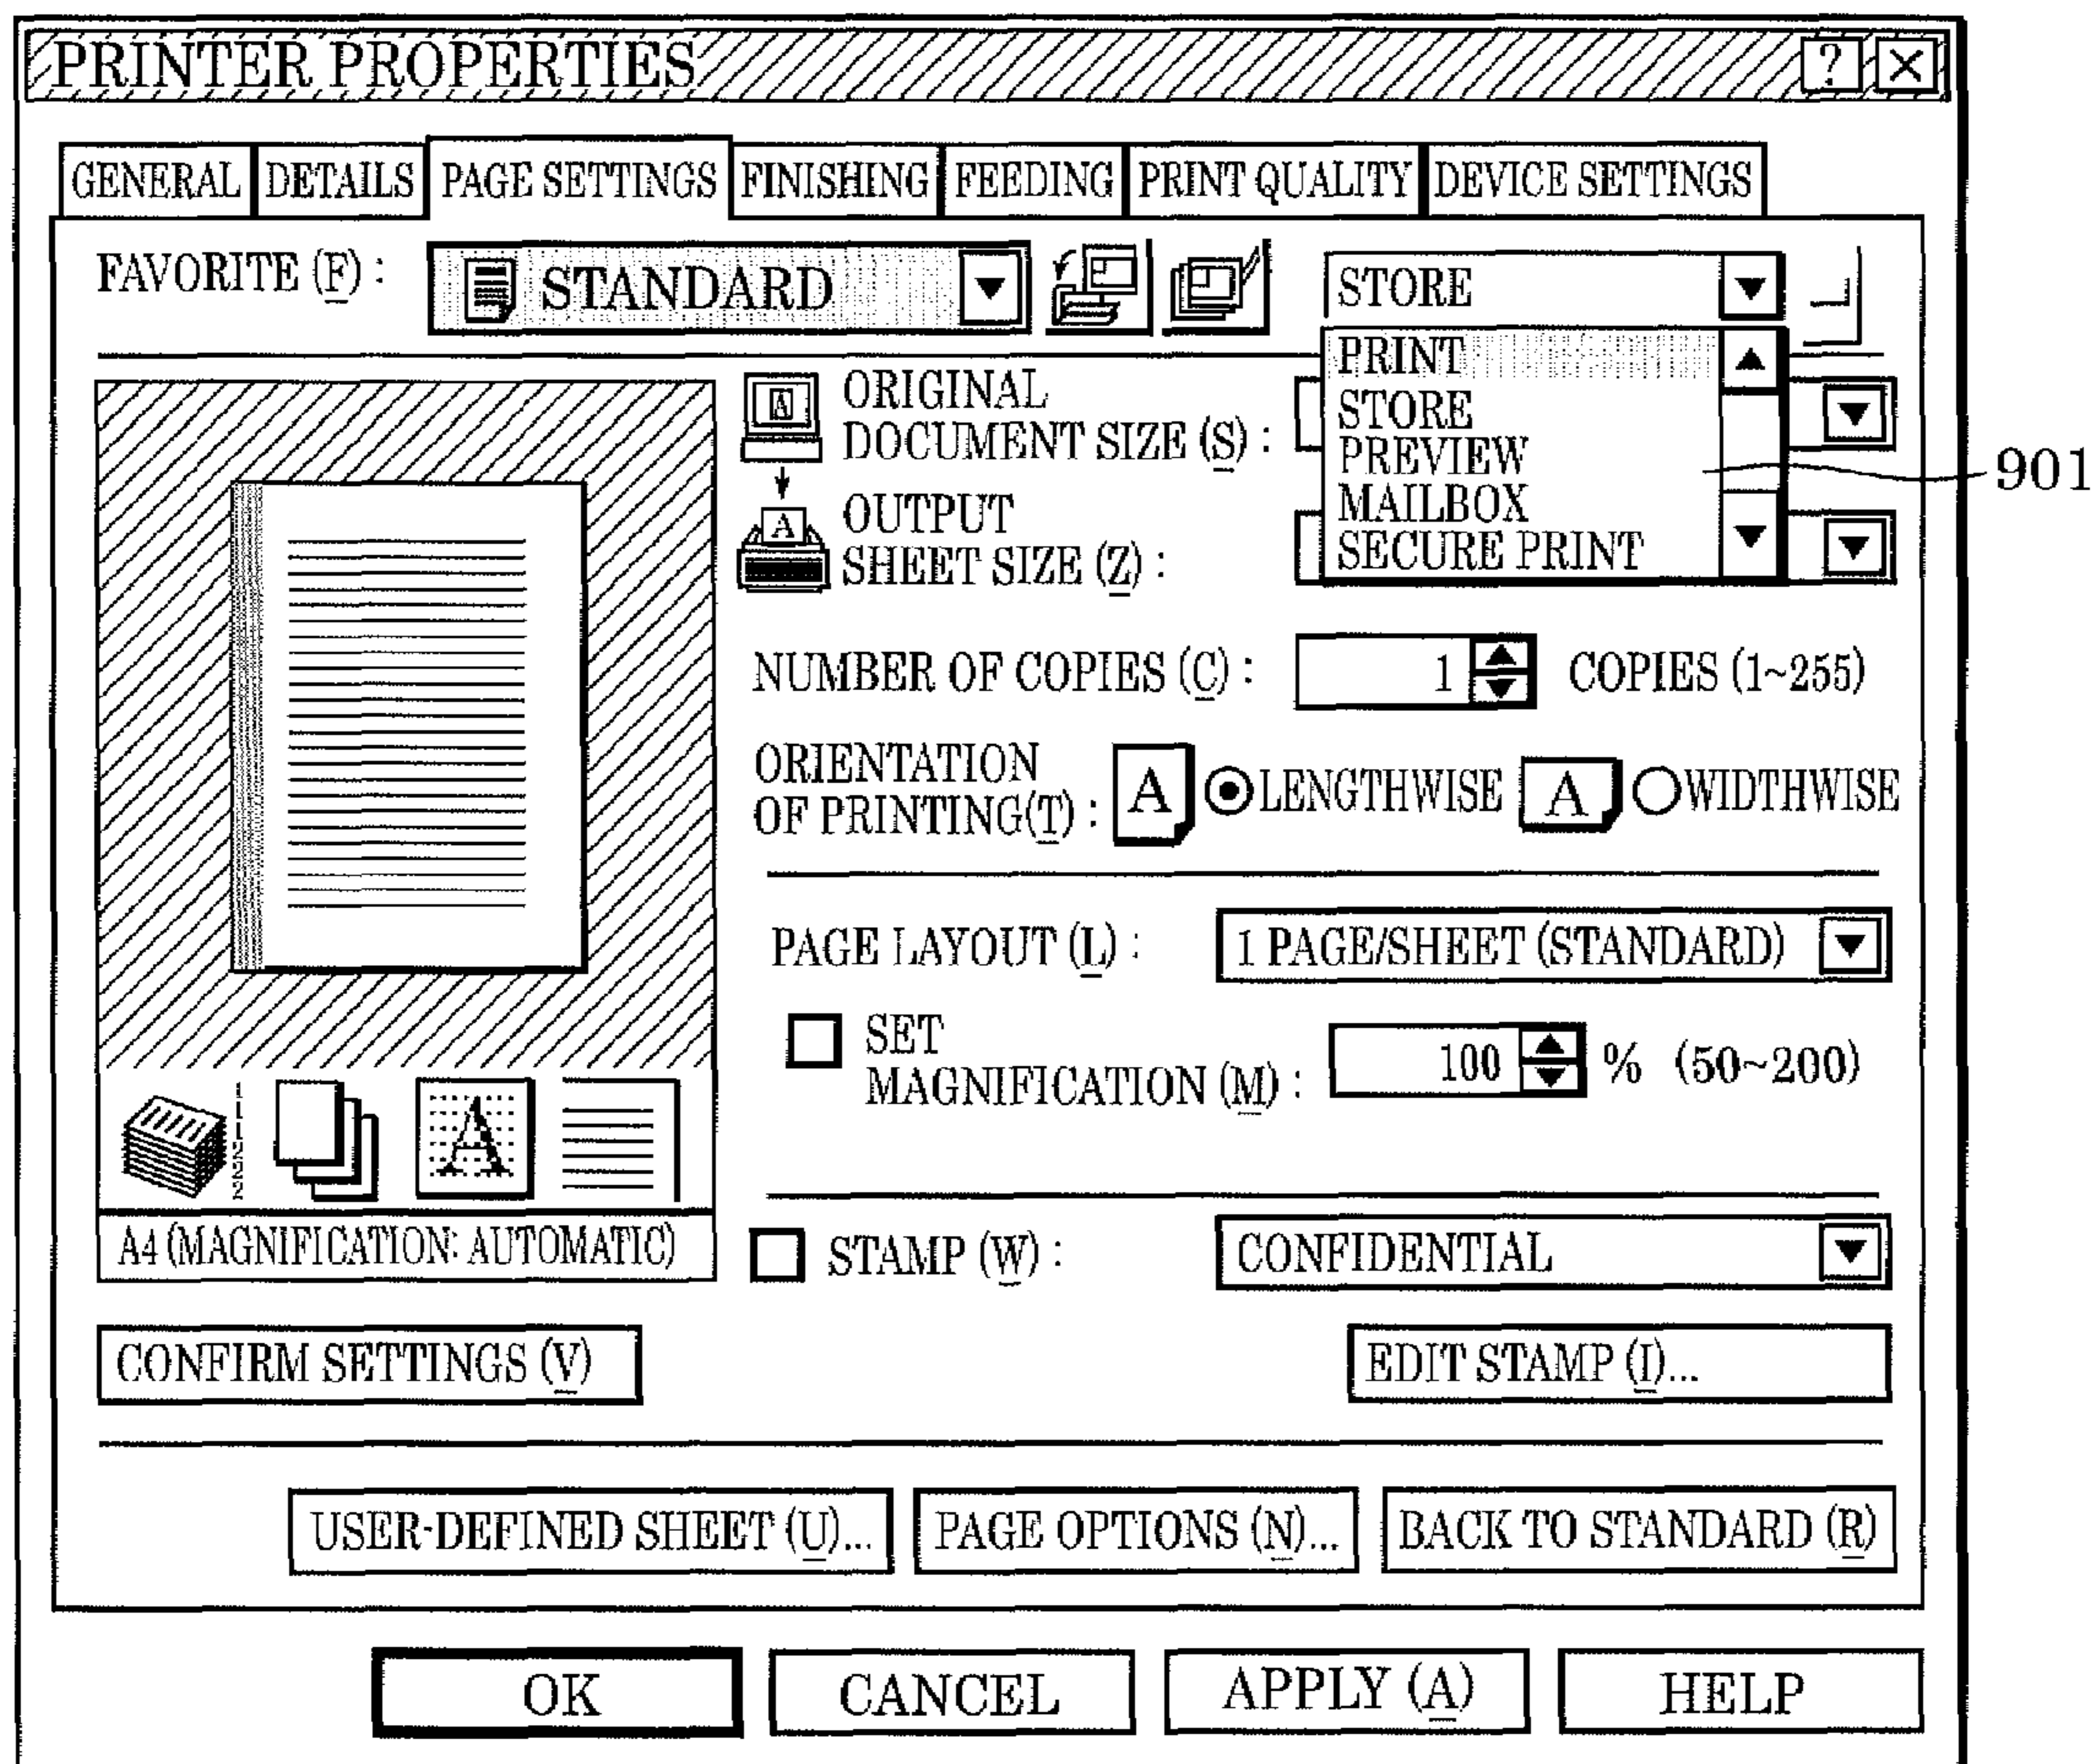 PRINTER PROPERTIES ? ×
GENERAL DETAILS PAGE SETTINGS FINISHING FEEDING PRINT QUALITY DEVICE SETTINGS
FAVORITE (F) : STANDARD STORE
PRINT
STORE
PREVIEW
MAILBOX
SECURE PRINT
901
A ORIGINAL
DOCUMENT SIZE (S) :
A OUTPUT
SHEET SIZE (Z) :
NUMBER OF COPIES (C) : 1 COPIES (1~255)
ORIENTATION
OF PRINTING(T) : A LENGTHWISE A WIDTHWISE
PAGE LAYOUT (L) : 1 PAGE/SHEET (STANDARD)
SET
MAGNIFICATION (M) : 100 % (50~200)
A
A4 (MAGNIFICATION: AUTOMATIC)
STAMP (W) : CONFIDENTIAL
CONFIRM SETTINGS (V) EDIT STAMP (I)...
USER-DEFINED SHEET (U)... PAGE OPTIONS (N)... BACK TO STANDARD (R)
OK CANCEL APPLY (A) HELP